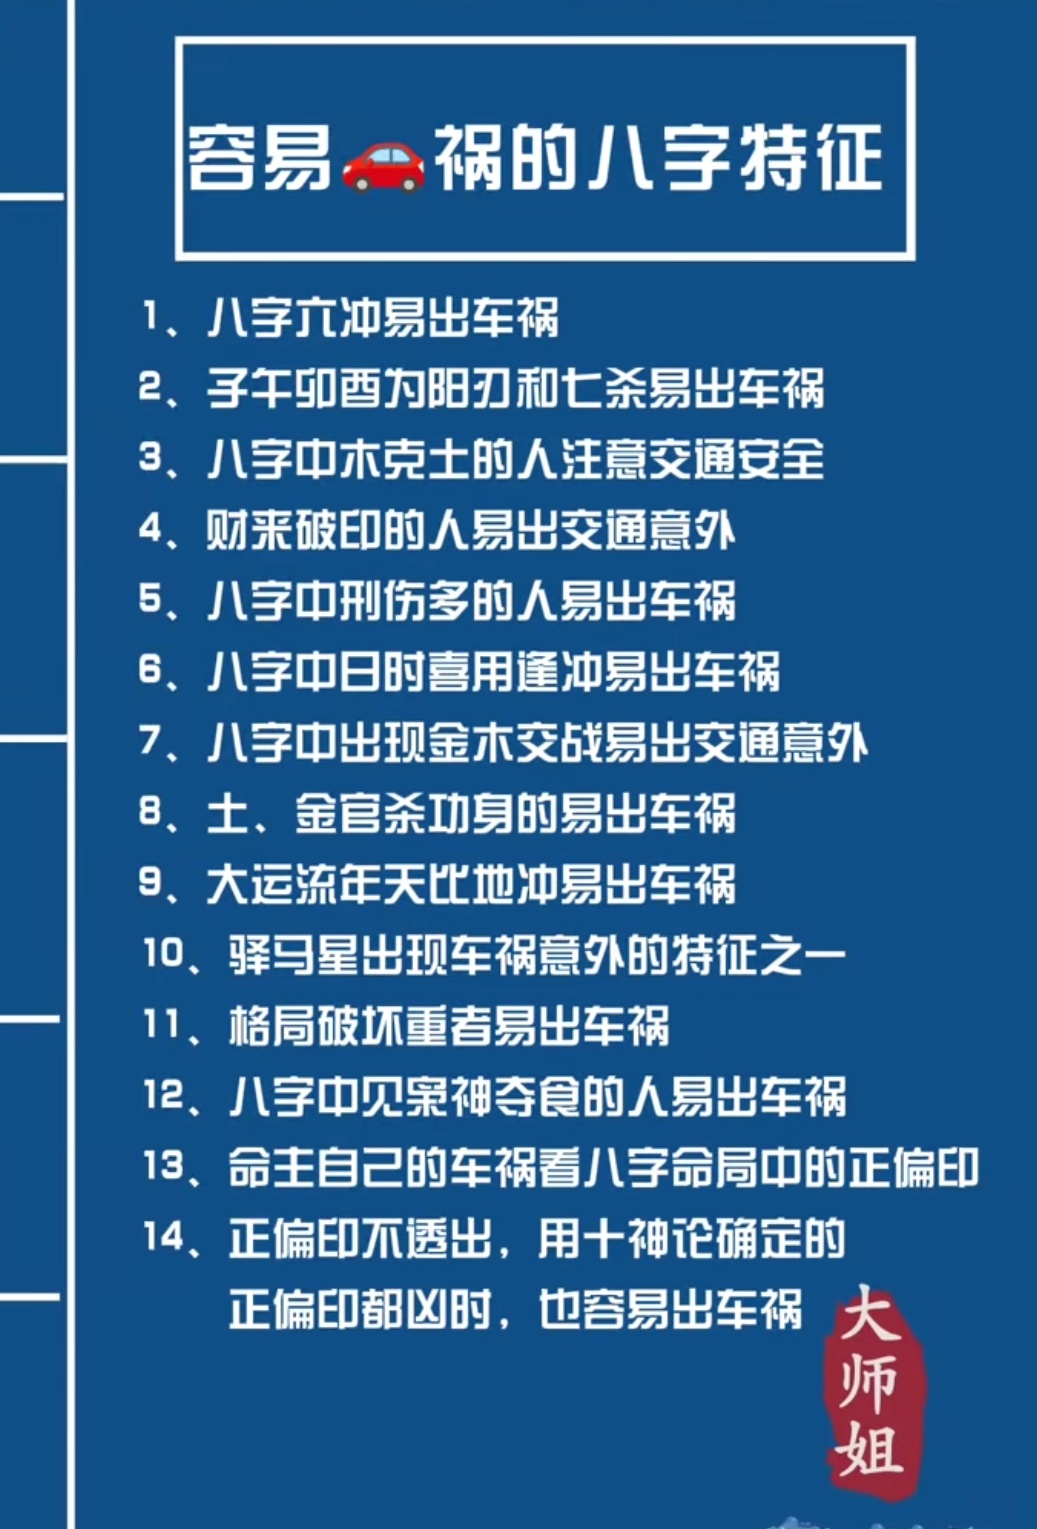 容易🚗祸的八字特征
1、八字六冲易出车祸
2、子午卯酉为阳刃和七杀易出车祸
3、八字中木克土的人注意交通安全
4、财来破印的人易出交通意外
5、八字中刑伤多的人易出车祸
6、八字中日时喜用逢冲易出车祸
7、八字中出现金木交战易出交通意外
8、土、金官杀功身的易出车祸
9、大运流年天比地冲易出车祸
10、驿马星出现车祸意外的特征之一
11、格局破坏重者易出车祸
12、八字中见枭神夺食的人易出车祸
13、命主自己的车祸看八字命局中的正偏印
14、正偏印不透出，用十神论确定的
正偏印都凶时，也容易出车祸
大师姐